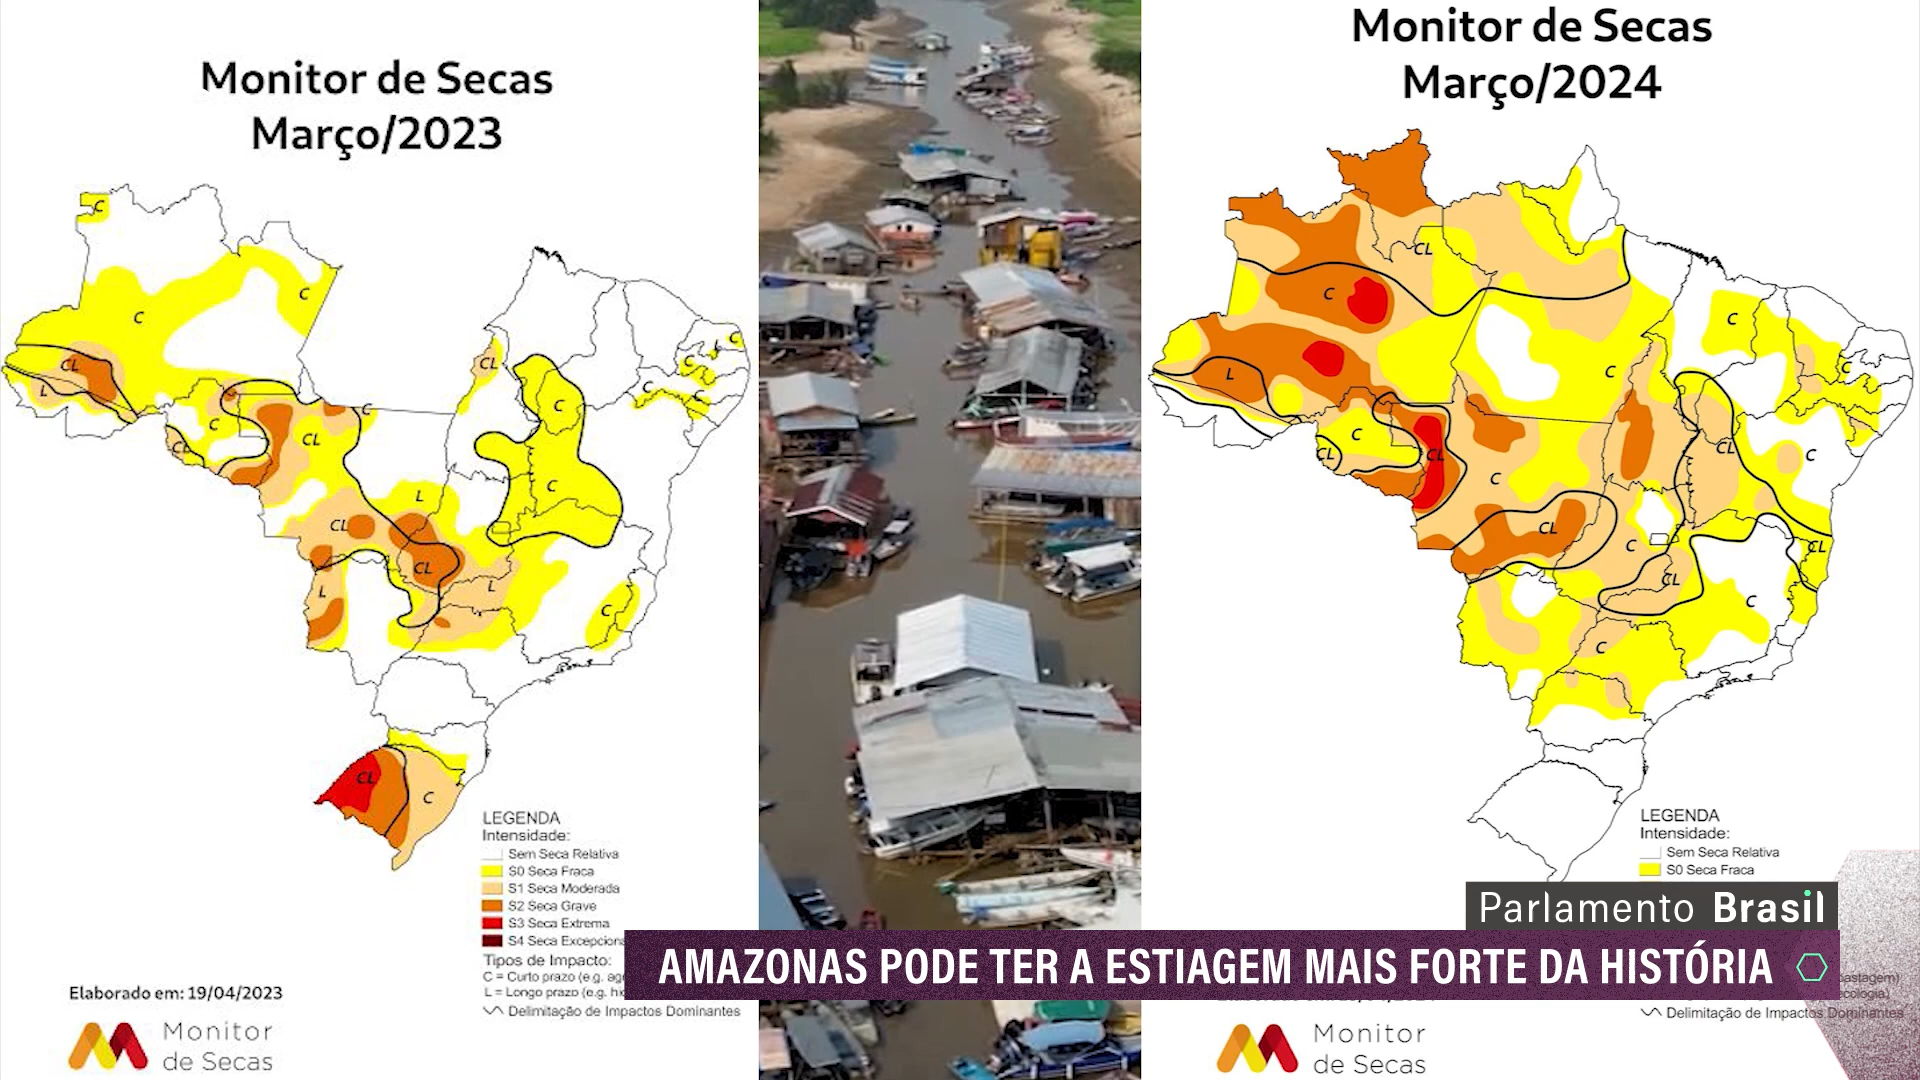 Monitor de Secas
Março/2023
C
C
C
CL
L
C
CL
C
CL
CL
C
C
L
CL
CL
L
L
C
C
C
L
C
C
CL
C
LEGENDA
Intensidade:
Sem Seca Relativa
S0 Seca Fraca
S1 Seca Moderada
S2 Seca Grave
S3 Seca Extrema
S4 Seca Excepciona
Tipos de Impacto:
C = Curto prazo (e.g.
L = Longo prazo (e.g.
Delimitação de Impactos Dominantes
Elaborado em: 19/04/2023
Monitor
de Secas
Monitor de Secas
Março/2024
CL
C
L
C
CL
CL
C
CL
C
C
C
C
CL
C
CL
CL
C
C
LEGENDA
Intensidade:
Sem Seca Relativa
S0 Seca Fraca
Parlamento Brasil
AMAZONAS PODE TER A ESTIAGEM MAIS FORTE DA HISTÓRIA
Delimitação de Impactos Dominantes
Monitor
de Secas